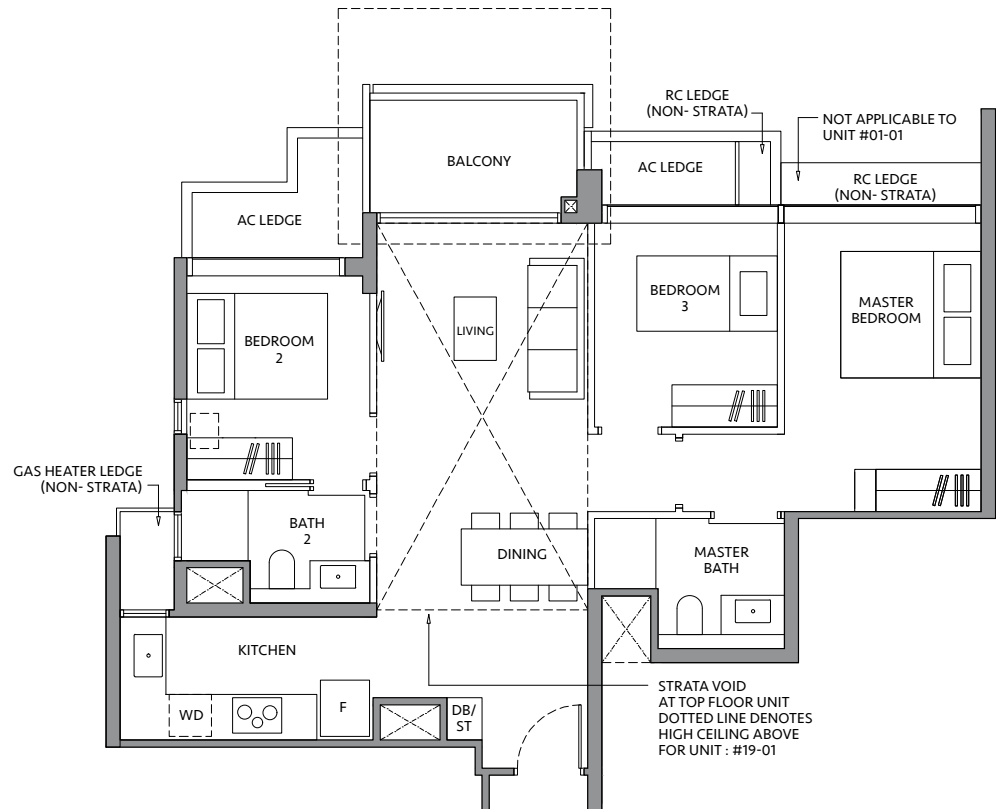 RC LEDGE
(NON- STRATA)
NOT APPLICABLE TO
UNIT #01-01
BALCONY
AC LEDGE
RC LEDGE
(NON- STRATA)
AC LEDGE
BEDROOM
3
MASTER
BEDROOM
LIVING
BEDROOM
2
GAS HEATER LEDGE
(NON- STRATA)
BATH
2
DINING
MASTER
BATH
KITCHEN
WD
F
DB/
ST
STRATA VOID
AT TOP FLOOR UNIT
DOTTED LINE DENOTES
HIGH CEILING ABOVE
FOR UNIT : #19-01